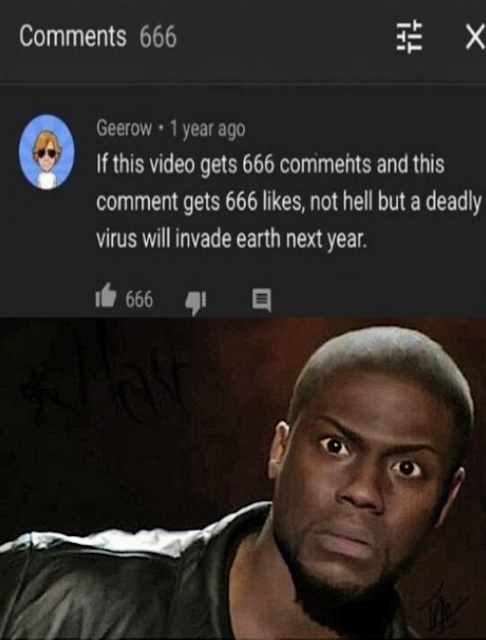 Comments 666
Geerow • 1 year ago
If this video gets 666 comments and this
comment gets 666 likes, not hell but a deadly
virus will invade earth next year.
666